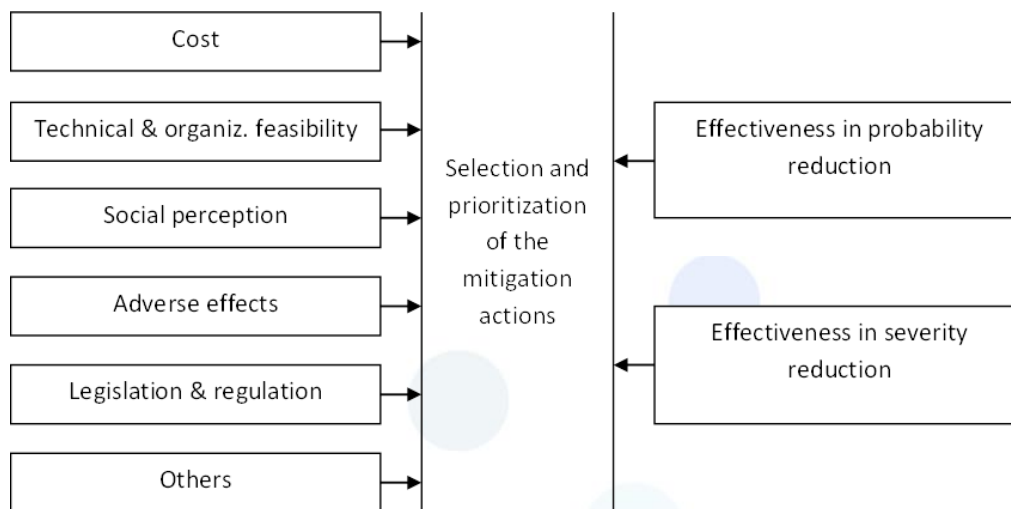 Cost
Technical & organiz. feasibility
Social perception
Adverse effects
Legislation & regulation
Others
Selection and
prioritization
of the
mitigation
actions
Effectiveness in probability
reduction
Effectiveness in severity
reduction